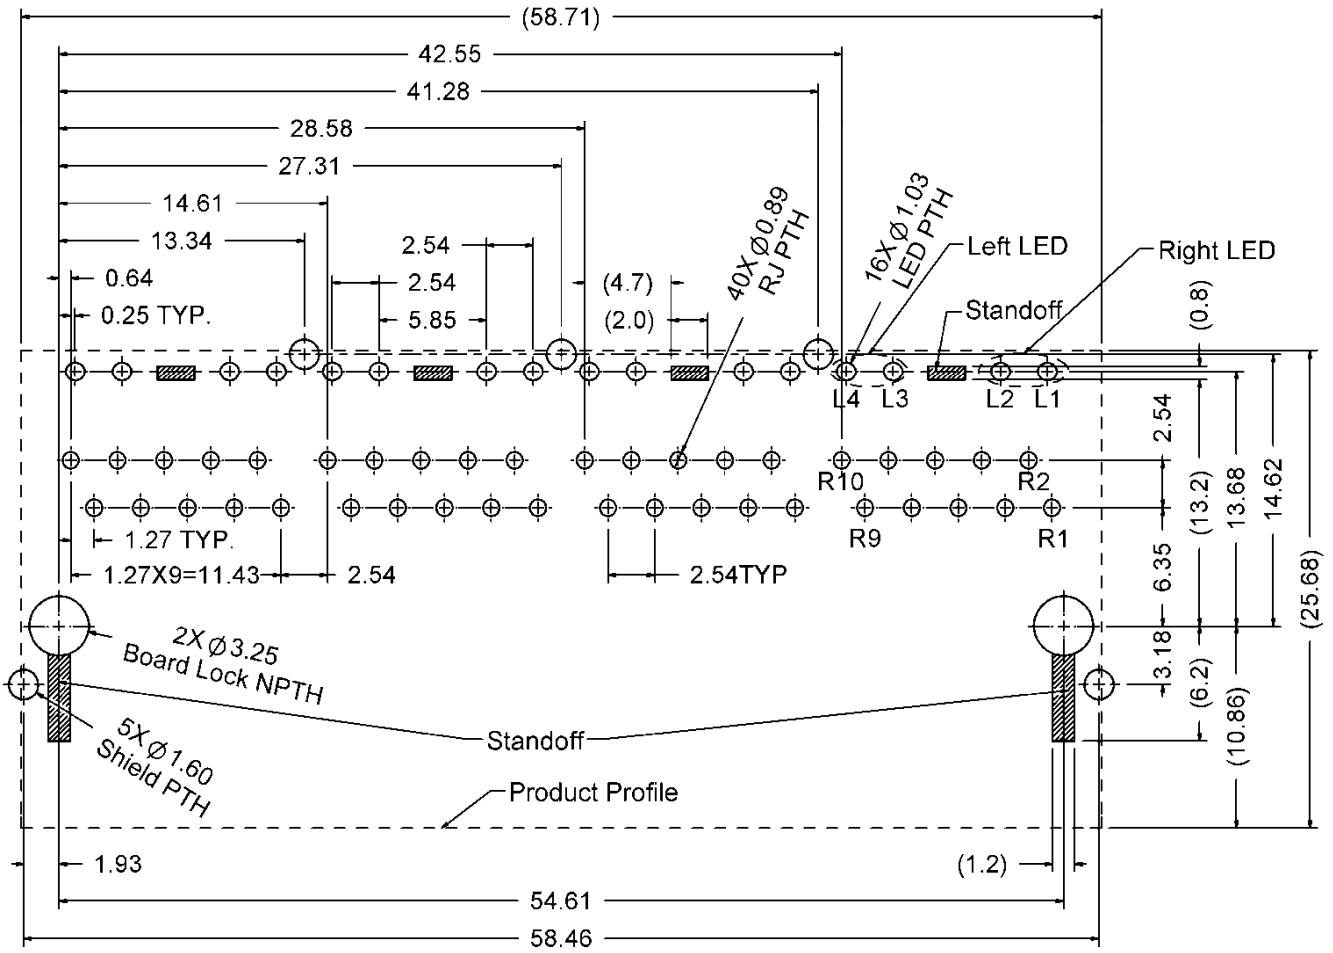 (58.71)
42.55
41.28
28.58
27.31
14.61
13.34
2.54
0.64
2.54
(4.7)
0.25 TYP.
5.85
(2.0)
40X Ø0.89
RJ PTH
16X Ø1.03
LED PTH
Left LED
Right LED
Standoff
(0.8)
L4
L3
L2
L1
2.54
R10
R2
R9
R1
(13.2)
13.68
14.62
1.27 TYP.
1.27X9=11.43
2.54
2.54TYP
6.35
(25.68)
2X Ø3.25
Board Lock NPTH
3.18
(6.2)
(10.86)
5X Ø1.60
Shield PTH
Standoff
Product Profile
1.93
(1.2)
54.61
58.46